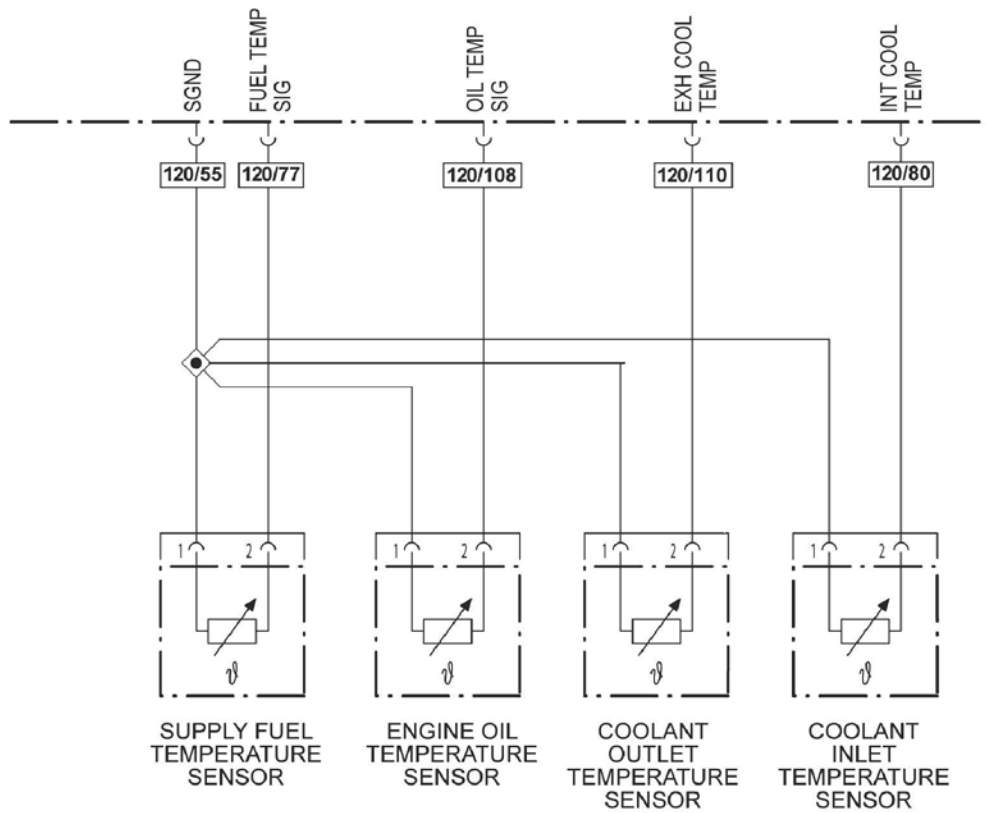 SGND
FUEL TEMP
SIG
OIL TEMP
SIG
EXH COOL
TEMP
INT COOL
TEMP
120/55
120/77
120/108
120/110
120/80
1
2
1
2
1
2
1
2
ϑ
ϑ
ϑ
ϑ
SUPPLY FUEL
TEMPERATURE
SENSOR
ENGINE OIL
TEMPERATURE
SENSOR
COOLANT
OUTLET
TEMPERATURE
SENSOR
COOLANT
INLET
TEMPERATURE
SENSOR